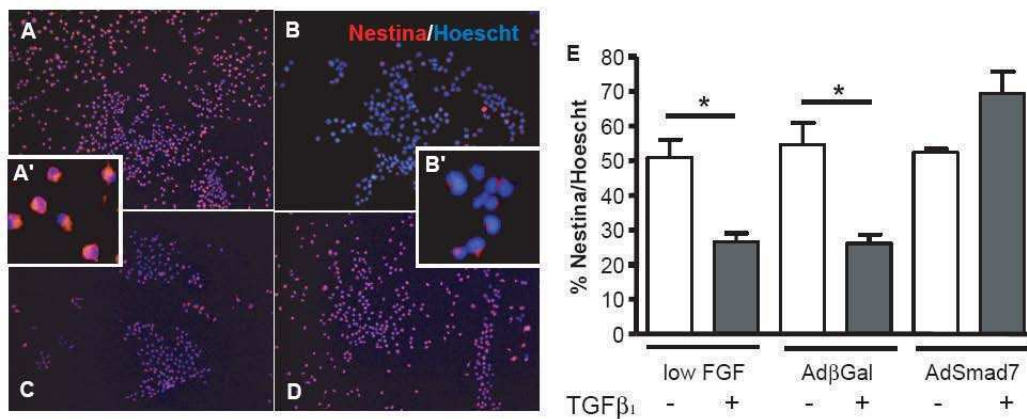 A
B
Nestina/Hoescht
A'
B'
C
D
E
% Nestina/Hoescht
80
70
60
50
40
30
20
10
0
*
*
low FGF
AdβGal
AdSmad7
TGFβ₁
- + - + - +